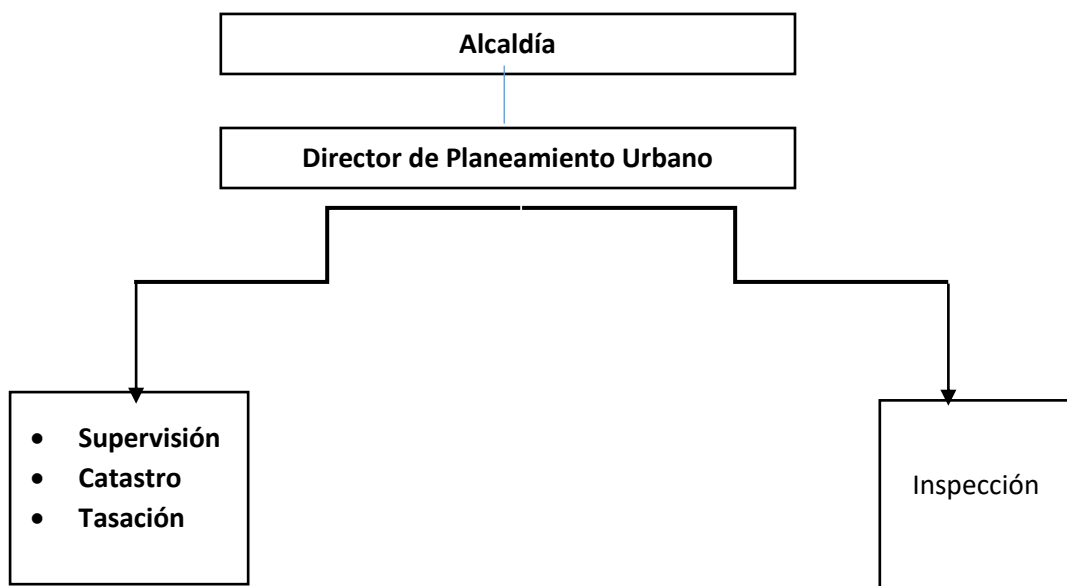 Alcaldía
Director de Planeamiento Urbano
• Supervisión
• Catastro
• Tasación
Inspección